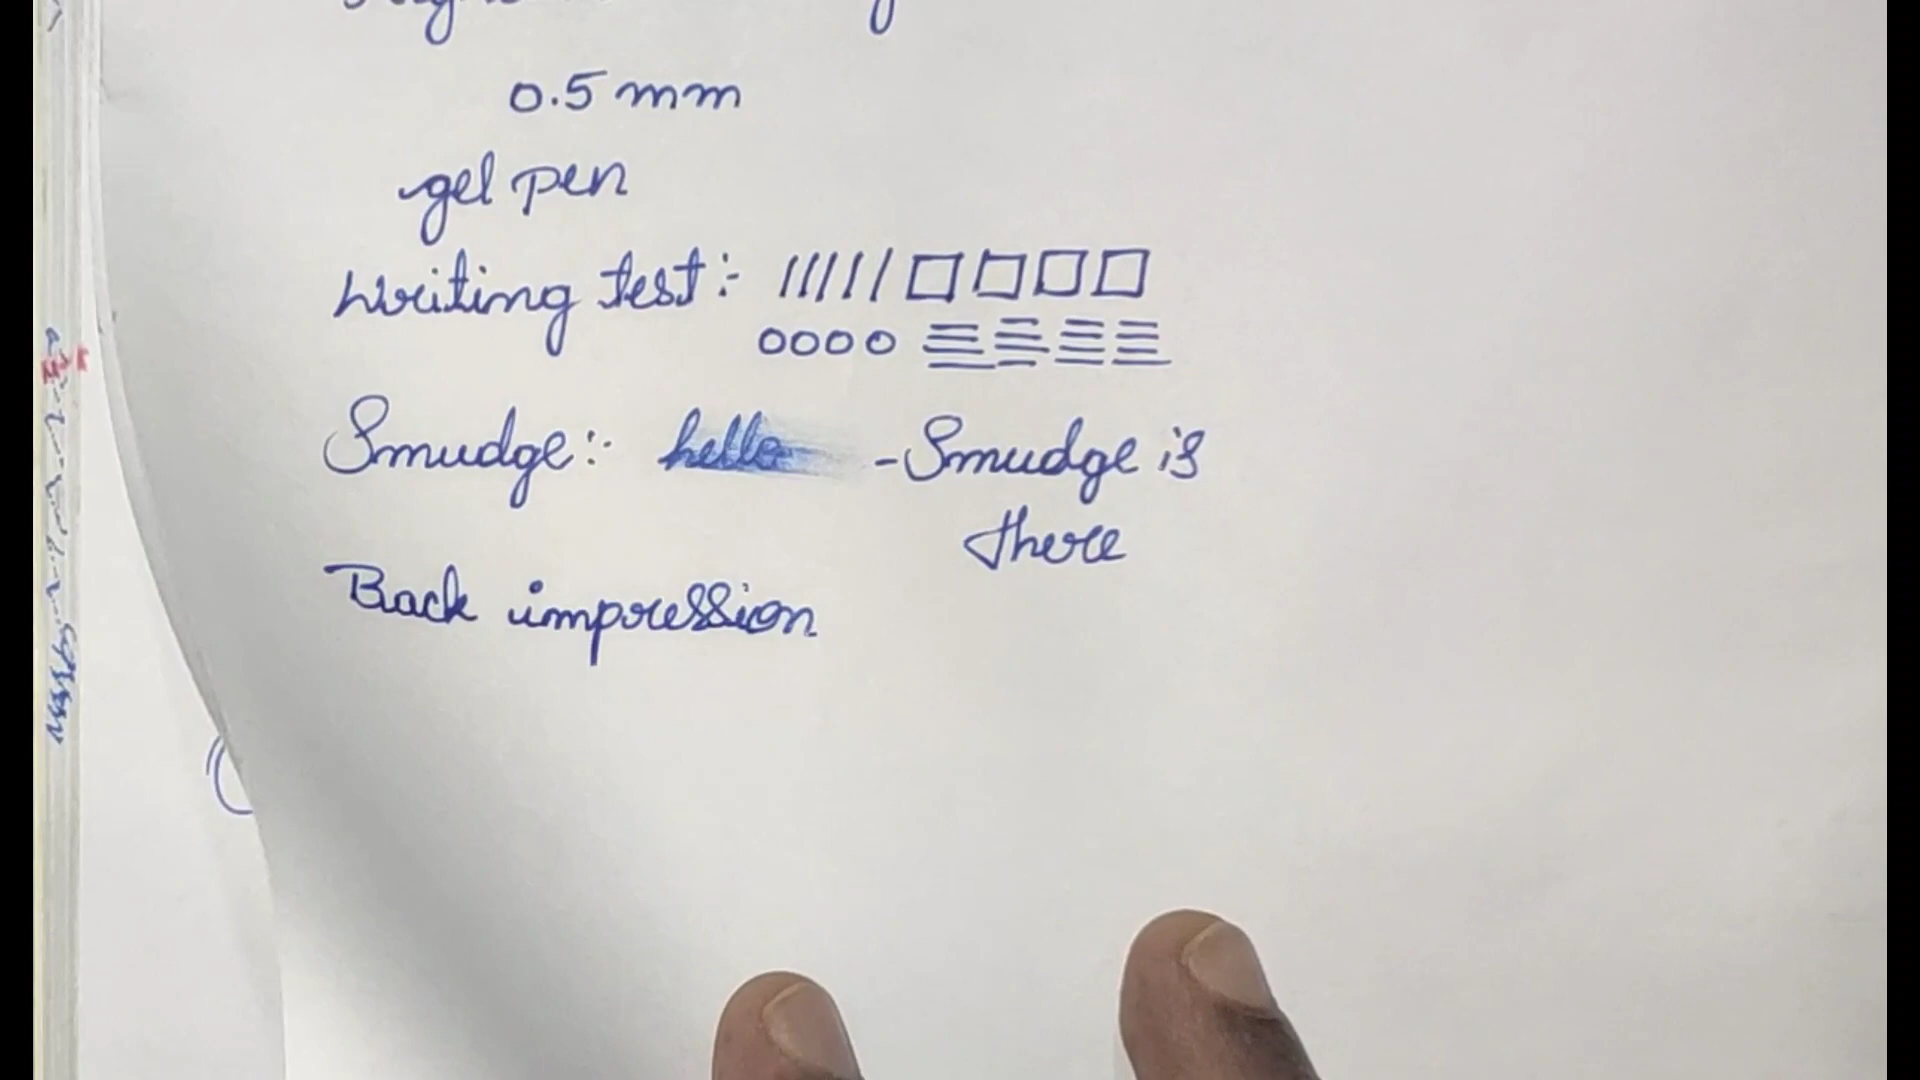 0.5 mm
gel pen
Writing test :-
Smudge :- hello - Smudge is
there
Back impression